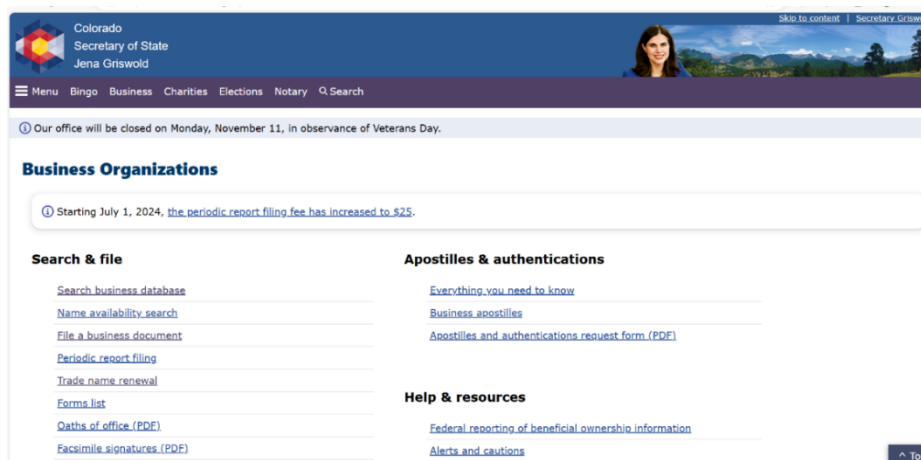 Skip to content | Secretary
Colorado
Secretary of State
Jena Griswold
Menu Bingo Business Charities Elections Notary Search
Our office will be closed on Monday, November 11, in observance of Veterans Day.
Business Organizations
Starting July 1, 2024, the periodic report filing fee has increased to $25.
Search & file
Search business database
Name availability search
File a business document
Periodic report filing
Trade name renewal
Forms list
Oaths of office (PDF)
Facsimile signatures (PDF)
Apostilles & authentications
Everything you need to know
Business apostilles
Apostilles and authentications request form (PDF)
Help & resources
Federal reporting of beneficial ownership information
Alerts and cautions
^ To